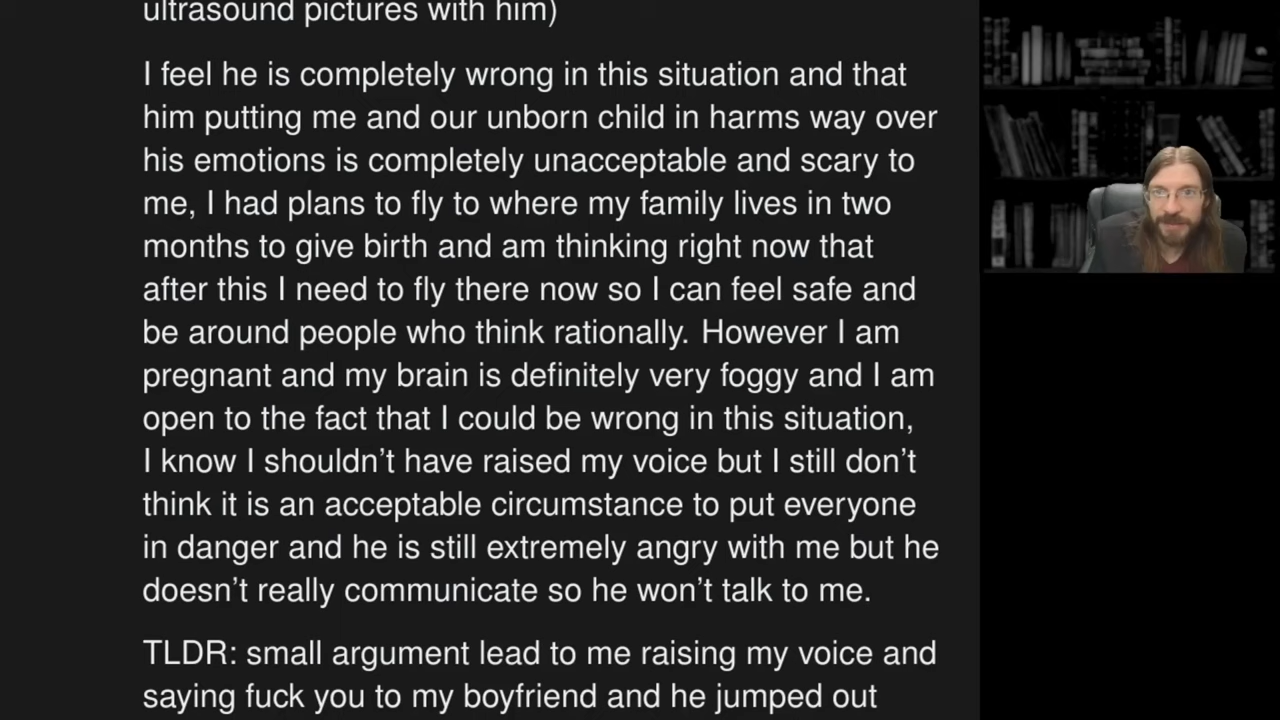 ultrasound pictures with him)
I feel he is completely wrong in this situation and that
him putting me and our unborn child in harms way over
his emotions is completely unacceptable and scary to
me, I had plans to fly to where my family lives in two
months to give birth and am thinking right now that
after this I need to fly there now so I can feel safe and
be around people who think rationally. However I am
pregnant and my brain is definitely very foggy and I am
open to the fact that I could be wrong in this situation,
I know I shouldn’t have raised my voice but I still don’t
think it is an acceptable circumstance to put everyone
in danger and he is still extremely angry with me but he
doesn’t really communicate so he won’t talk to me.
TLDR: small argument lead to me raising my voice and
saying fuck you to my boyfriend and he jumped out